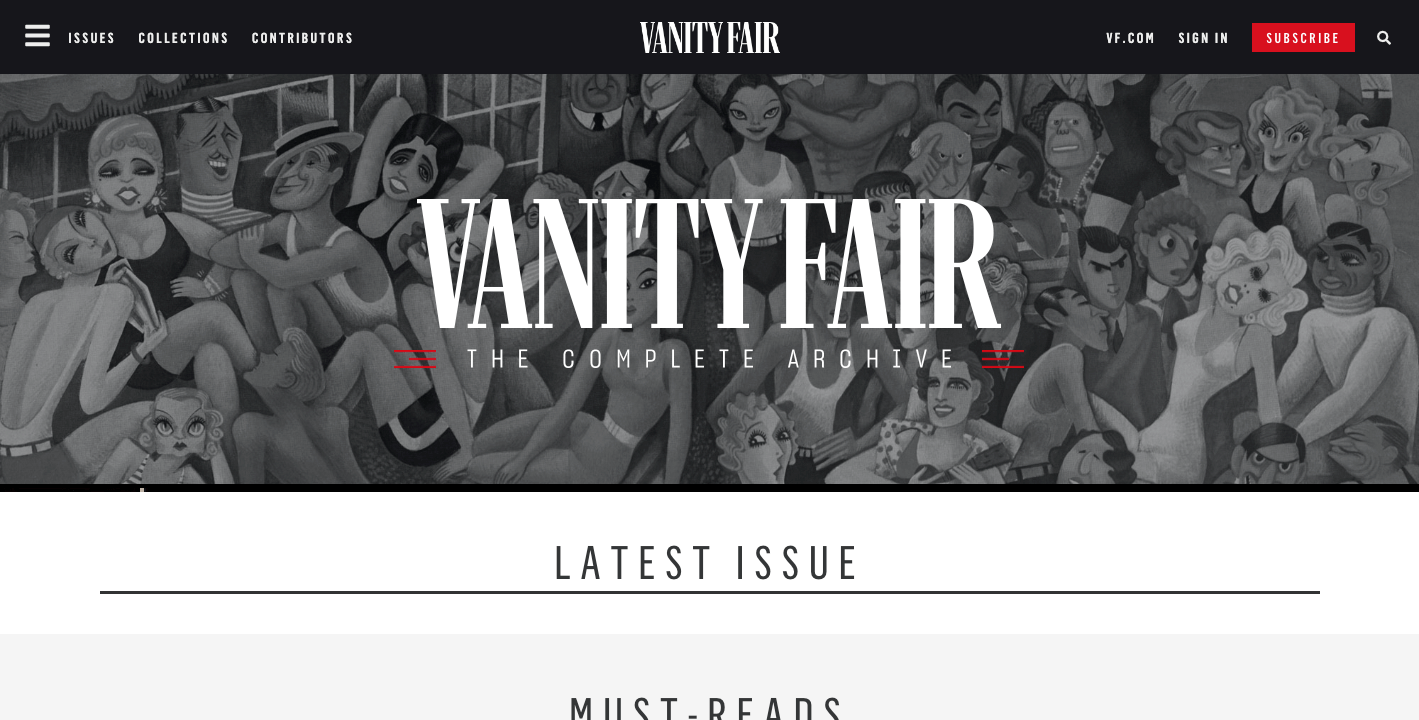 ISSUES COLLECTIONS CONTRIBUTORS VANITY FAIR VF.COM SIGN IN SUBSCRIBE
VANITY FAIR
THE COMPLETE ARCHIVE
LATEST ISSUE
MUST-READS